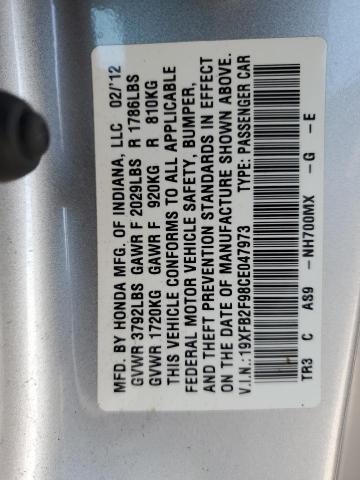 MFD. BY HONDA MFG. OF INDIANA, LLC 02/'12
GVWR 3792LBS GAWR F 2029LBS R 1786LBS
GVWR 1720KG GAWR F 920KG R 810KG
THIS VEHICLE CONFORMS TO ALL APPLICABLE
FEDERAL MOTOR VEHICLE SAFETY, BUMPER,
AND THEFT PREVENTION STANDARDS IN EFFECT
ON THE DATE OF MANUFACTURE SHOWN ABOVE.
V.I.N.: 19XFB2F98CE047973 TYPE: PASSENGER CAR
TR3 C AS9 -NH700MX -G -E